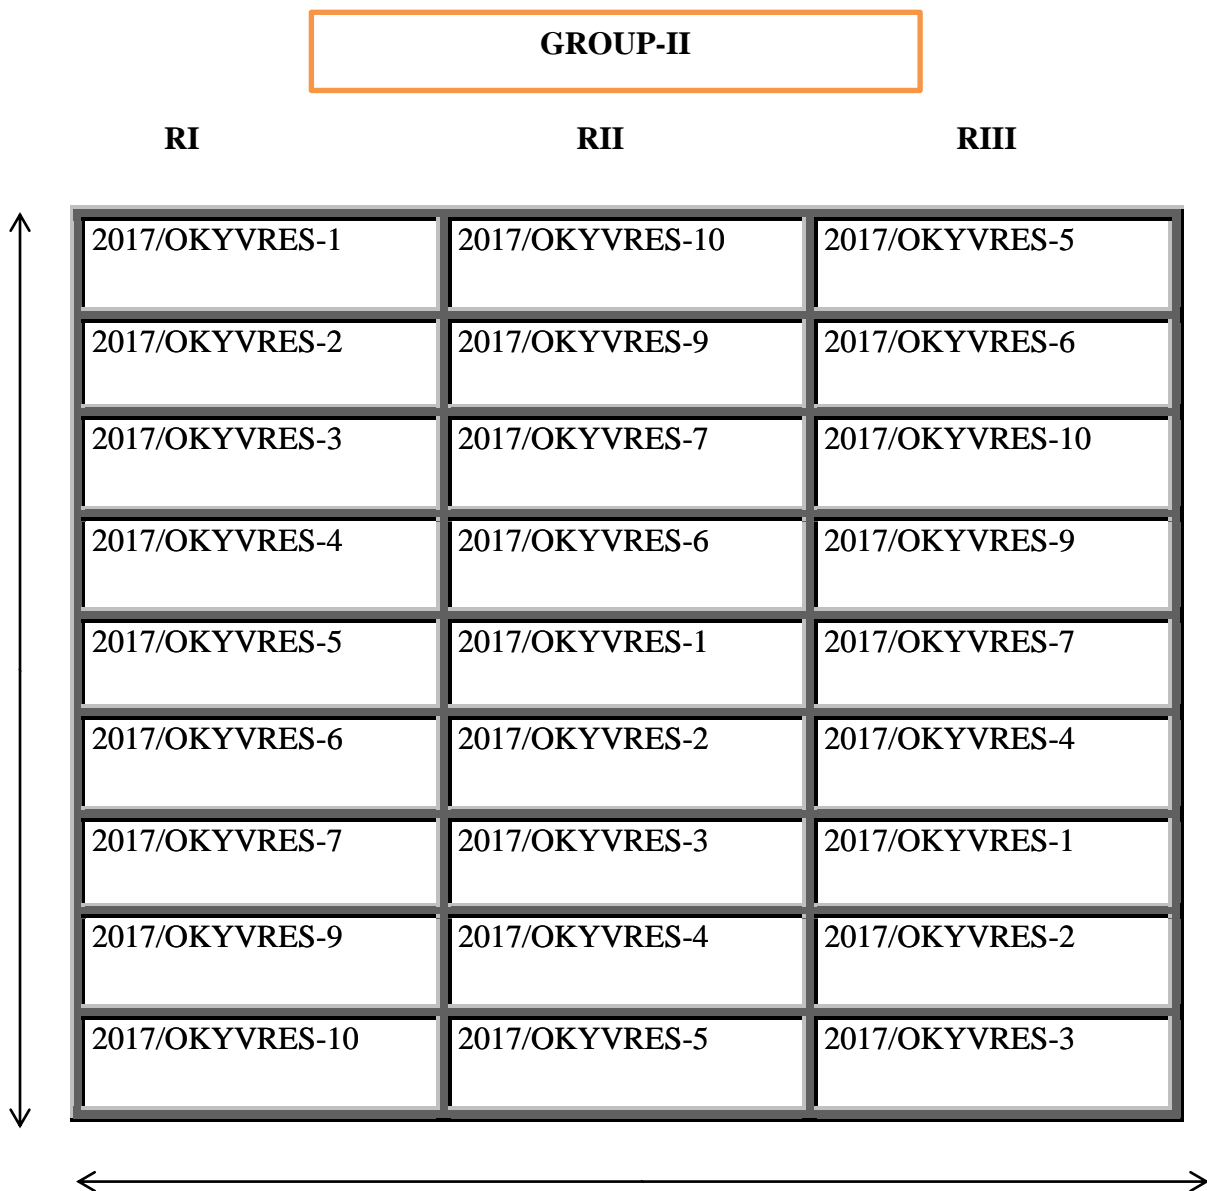 GROUP-II
RI RII RIII
2017/OKYVRES-1 2017/OKYVRES-10 2017/OKYVRES-5
2017/OKYVRES-2 2017/OKYVRES-9 2017/OKYVRES-6
2017/OKYVRES-3 2017/OKYVRES-7 2017/OKYVRES-10
2017/OKYVRES-4 2017/OKYVRES-6 2017/OKYVRES-9
2017/OKYVRES-5 2017/OKYVRES-1 2017/OKYVRES-7
2017/OKYVRES-6 2017/OKYVRES-2 2017/OKYVRES-4
2017/OKYVRES-7 2017/OKYVRES-3 2017/OKYVRES-1
2017/OKYVRES-9 2017/OKYVRES-4 2017/OKYVRES-2
2017/OKYVRES-10 2017/OKYVRES-5 2017/OKYVRES-3